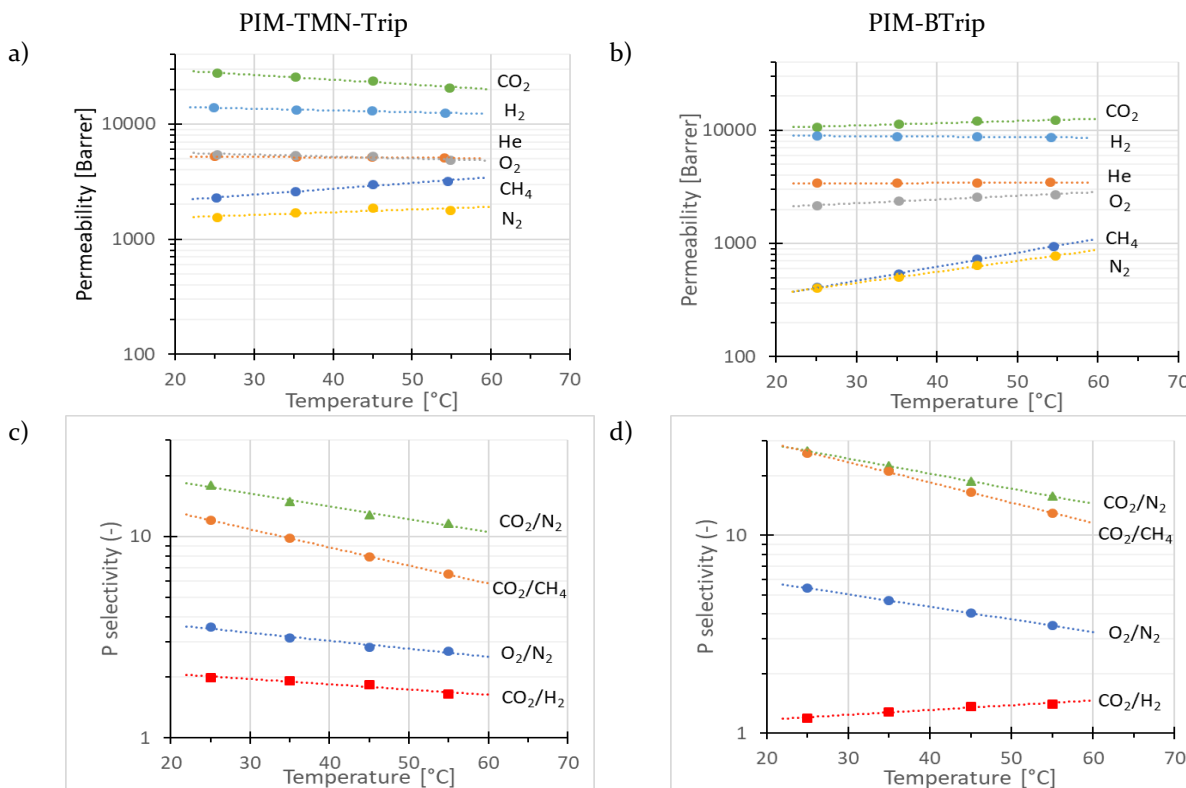 PIM-TMN-Trip
PIM-BTrip
a)
Permeability [Barrer]
10000
1000
100
20 30 40 50 60 70
Temperature [°C]
CO₂
H₂
He
O₂
CH₄
N₂
b)
Permeability [Barrer]
10000
1000
100
20 30 40 50 60 70
Temperature [°C]
CO₂
H₂
He
O₂
CH₄
N₂
c)
P selectivity (-)
10
1
20 30 40 50 60 70
Temperature [°C]
CO₂/N₂
CO₂/CH₄
O₂/N₂
CO₂/H₂
d)
P selectivity (-)
10
1
20 30 40 50 60 70
Temperature [°C]
CO₂/N₂
CO₂/CH₄
O₂/N₂
CO₂/H₂